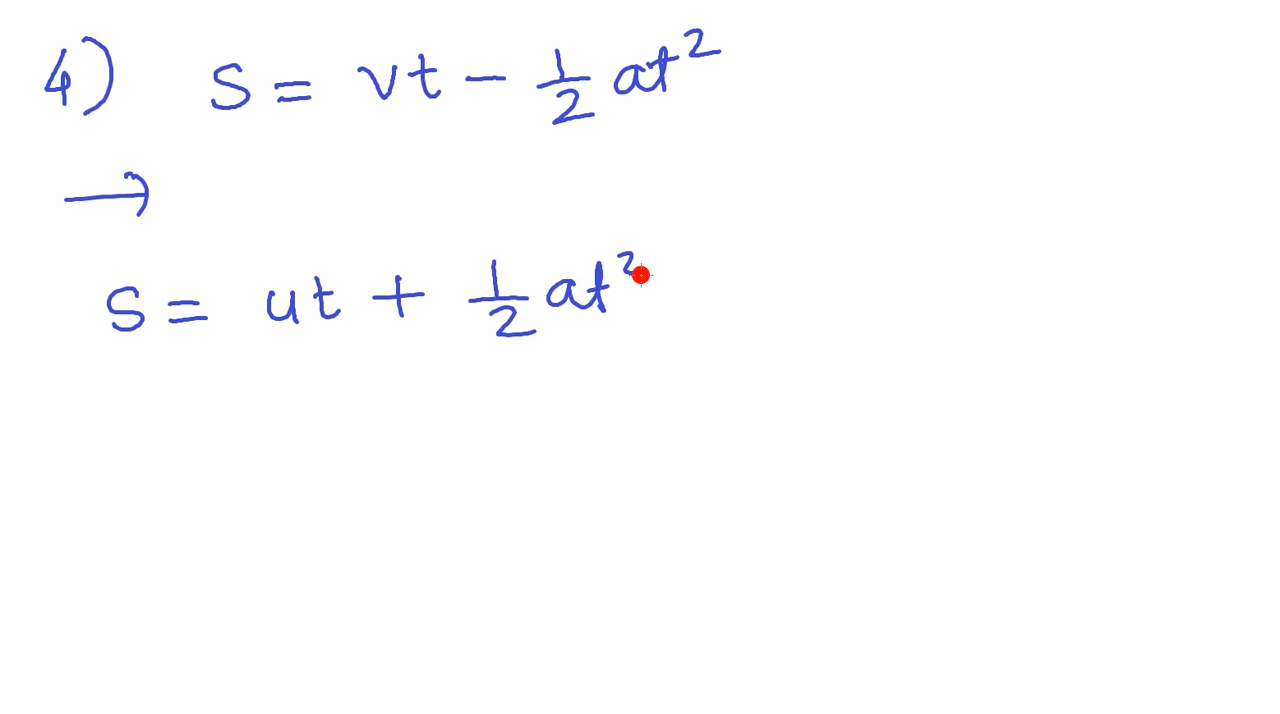 4) S = vt - 1/2 at²
→
S = ut + 1/2 at²